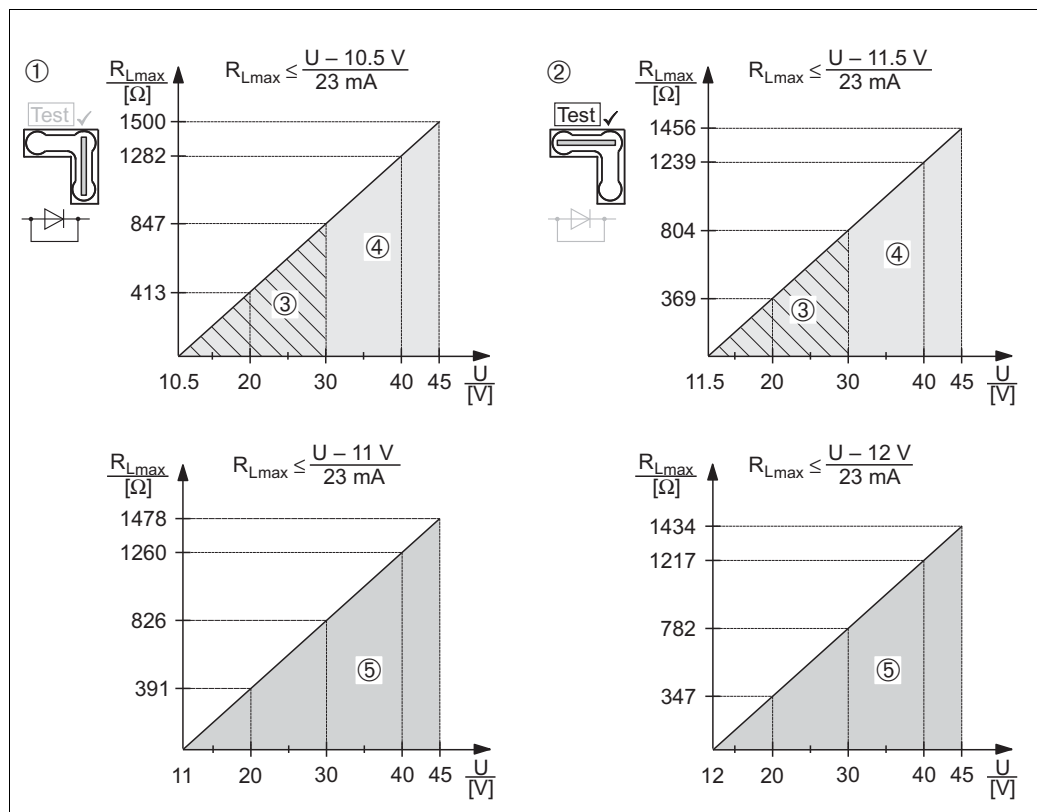 ①
Test ✓
R_Lmax
[Ω]
R_Lmax ≤ U – 10.5 V
23 mA
1500
1282
847
413
③
④
10.5 20 30 40 45 U
[V]
②
Test ✓
R_Lmax
[Ω]
R_Lmax ≤ U – 11.5 V
23 mA
1456
1239
804
369
③
④
11.5 20 30 40 45 U
[V]
R_Lmax
[Ω]
R_Lmax ≤ U – 11 V
23 mA
1478
1260
826
391
⑤
11 20 30 40 45 U
[V]
R_Lmax
[Ω]
R_Lmax ≤ U – 12 V
23 mA
1434
1217
782
347
⑤
12 20 30 40 45 U
[V]